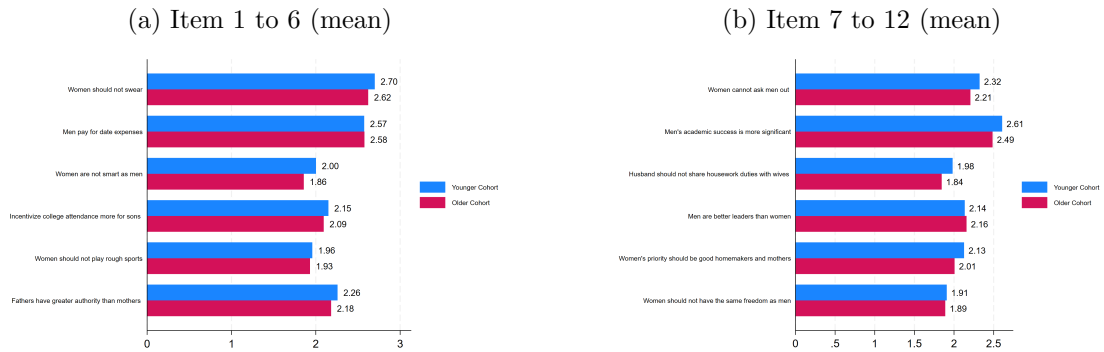 (a) Item 1 to 6 (mean)
Women should not swear
2.70
2.62
Men pay for date expenses
2.57
2.58
Women are not smart as men
2.00
1.86
Incentivize college attendance more for sons
2.15
2.09
Women should not play rough sports
1.96
1.93
Fathers have greater authority than mothers
2.26
2.18
0 1 2 3
Younger Cohort
Older Cohort
(b) Item 7 to 12 (mean)
Women cannot ask men out
2.32
2.21
Men's academic success is more significant
2.61
2.49
Husband should not share housework duties with wives
1.98
1.84
Men are better leaders than women
2.14
2.16
Women's priority should be good homemakers and mothers
2.13
2.01
Women should not have the same freedom as men
1.91
1.89
0 .5 1 1.5 2 2.5
Younger Cohort
Older Cohort